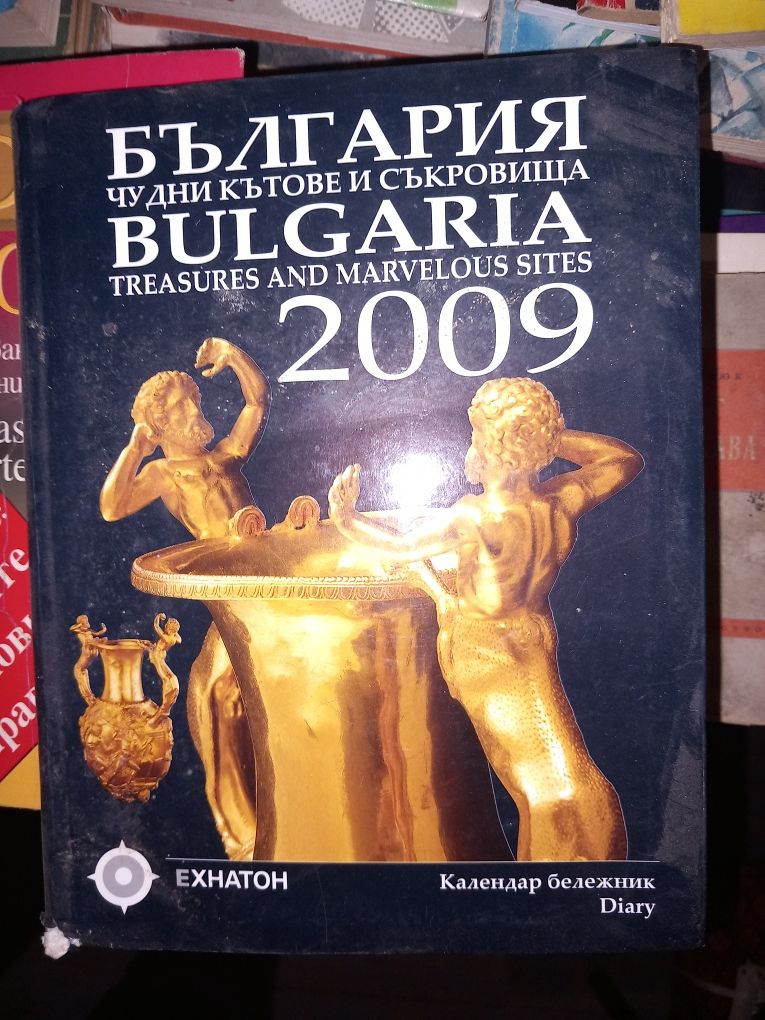 БЪЛГАРИЯ
ЧУДНИ КЪТОВЕ И СЪКРОВИЩА
BULGARIA
TREASURES AND MARVELOUS SITES
2009
ЕХНАТОН
Календар бележник
Diary